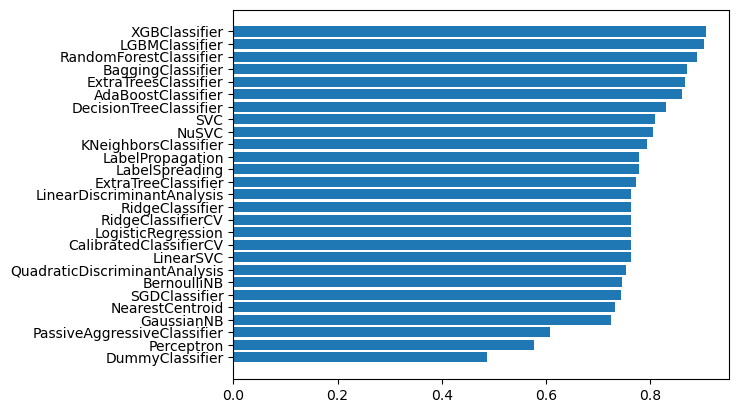 XGBClassifier
LGBMClassifier
RandomForestClassifier
BaggingClassifier
ExtraTreesClassifier
AdaBoostClassifier
DecisionTreeClassifier
SVC
NuSVC
KNeighborsClassifier
LabelPropagation
LabelSpreading
ExtraTreeClassifier
LinearDiscriminantAnalysis
RidgeClassifier
RidgeClassifierCV
LogisticRegression
CalibratedClassifierCV
LinearSVC
QuadraticDiscriminantAnalysis
BernoulliNB
SGDClassifier
NearestCentroid
GaussianNB
PassiveAggressiveClassifier
Perceptron
DummyClassifier
0.0 0.2 0.4 0.6 0.8